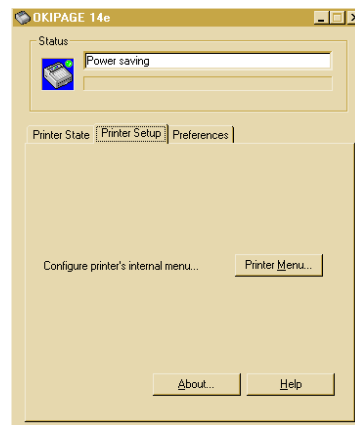 OKIPAGE 14e
Status
Power saving
Printer State Printer Setup Preferences
Configure printer's internal menu... Printer Menu...
About... Help